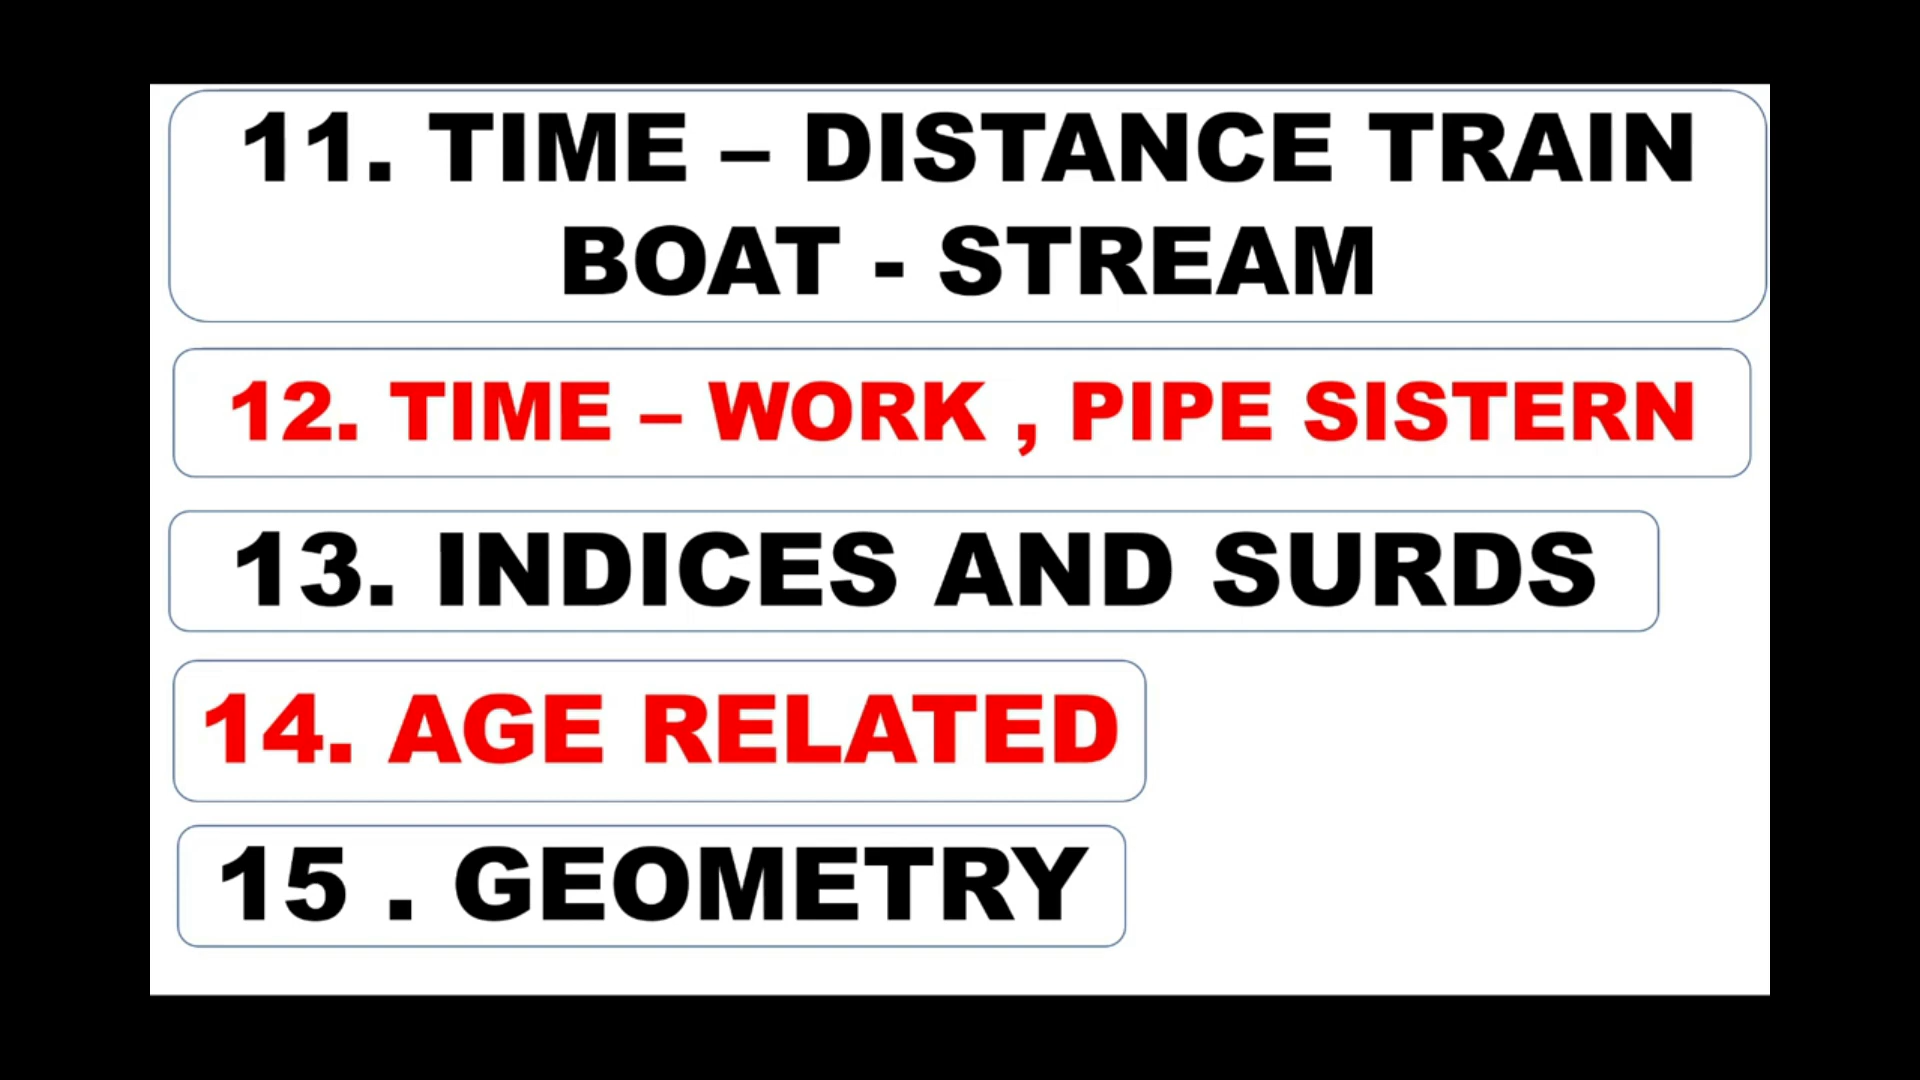 11. TIME – DISTANCE TRAIN
BOAT - STREAM
12. TIME – WORK , PIPE SISTERN
13. INDICES AND SURDS
14. AGE RELATED
15 . GEOMETRY